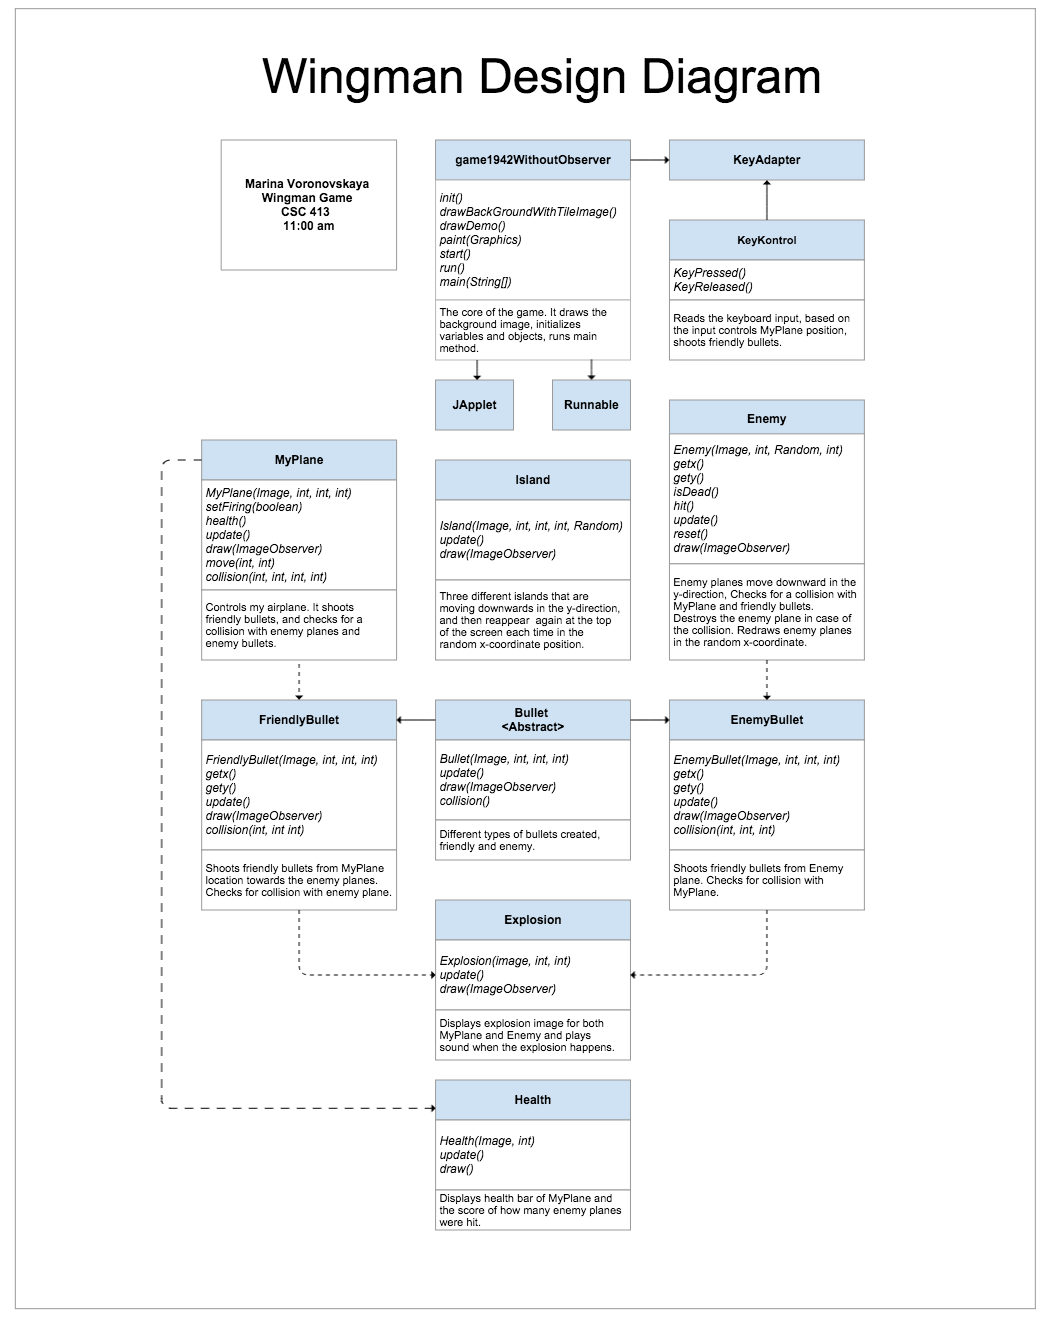 Wingman Design Diagram
Marina Voronovskaya
Wingman Game
CSC 413
11:00 am
game1942WithoutObserver
init()
drawBackGroundWithTileImage()
drawDemo()
paint(Graphics)
start()
run()
main(String[])
The core of the game. It draws the
background image, initializes
variables and objects, runs main
method.
KeyAdapter
KeyKontrol
KeyPressed()
KeyReleased()
Reads the keyboard input, based on
the input controls MyPlane position,
shoots friendly bullets.
JApplet
Runnable
MyPlane
MyPlane(Image, int, int, int)
setFiring(boolean)
health()
update()
draw(ImageObserver)
move(int, int)
collision(int, int, int, int)
Controls my airplane. It shoots
friendly bullets, and checks for a
collision with enemy planes and
enemy bullets.
Island
Island(Image, int, int, int, Random)
update()
draw(ImageObserver)
Three different islands that are
moving downwards in the y-direction,
and then reappear again at the top
of the screen each time in the
random x-coordinate position.
Enemy
Enemy(Image, int, Random, int)
getx()
gety()
isDead()
hit()
update()
reset()
draw(ImageObserver)
Enemy planes move downward in the
y-direction, Checks for a collision with
MyPlane and friendly bullets.
Destroys the enemy plane in case of
the collision. Redraws enemy planes
in the random x-coordinate.
FriendlyBullet
FriendlyBullet(Image, int, int, int)
getx()
gety()
update()
draw(ImageObserver)
collision(int, int int)
Shoots friendly bullets from MyPlane
location towards the enemy planes.
Checks for collision with enemy plane.
Bullet
<Abstract>
Bullet(Image, int, int, int)
update()
draw(ImageObserver)
collision()
Different types of bullets created,
friendly and enemy.
EnemyBullet
EnemyBullet(Image, int, int, int)
getx()
gety()
update()
draw(ImageObserver)
collision(int, int, int)
Shoots friendly bullets from Enemy
plane. Checks for collision with
MyPlane.
Explosion
Explosion(image, int, int)
update()
draw(ImageObserver)
Displays explosion image for both
MyPlane and Enemy and plays
sound when the explosion happens.
Health
Health(Image, int)
update()
draw()
Displays health bar of MyPlane and
the score of how many enemy planes
were hit.